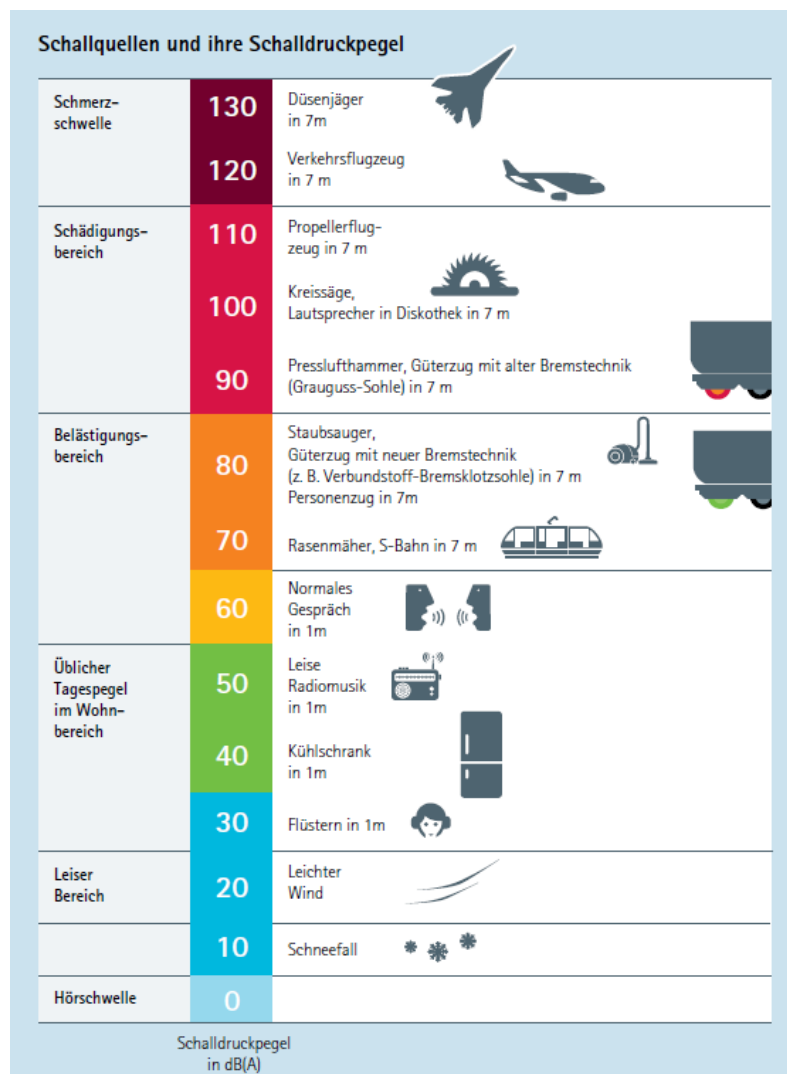 Schallquellen und ihre Schalldruckpegel
Schmerz-
schwelle
130
Düsenjäger
in 7m
120
Verkehrsflugzeug
in 7 m
Schädigungs-
bereich
110
Propellerflug-
zeug in 7 m
100
Kreissäge,
Lautsprecher in Diskothek in 7 m
90
Presslufthammer, Güterzug mit alter Bremstechnik
(Grauguss-Sohle) in 7 m
Belästigungs-
bereich
80
Staubsauger,
Güterzug mit neuer Bremstechnik
(z. B. Verbundstoff-Bremsklotzsohle) in 7 m
Personenzug in 7m
70
Rasenmäher, S-Bahn in 7 m
60
Normales
Gespräch
in 1m
Üblicher
Tagespegel
im Wohn-
bereich
50
Leise
Radiomusik
in 1m
40
Kühlschrank
in 1m
30
Flüstern in 1m
Leiser
Bereich
20
Leichter
Wind
10
Schneefall
Hörschwelle
0
Schalldruckpegel
in dB(A)